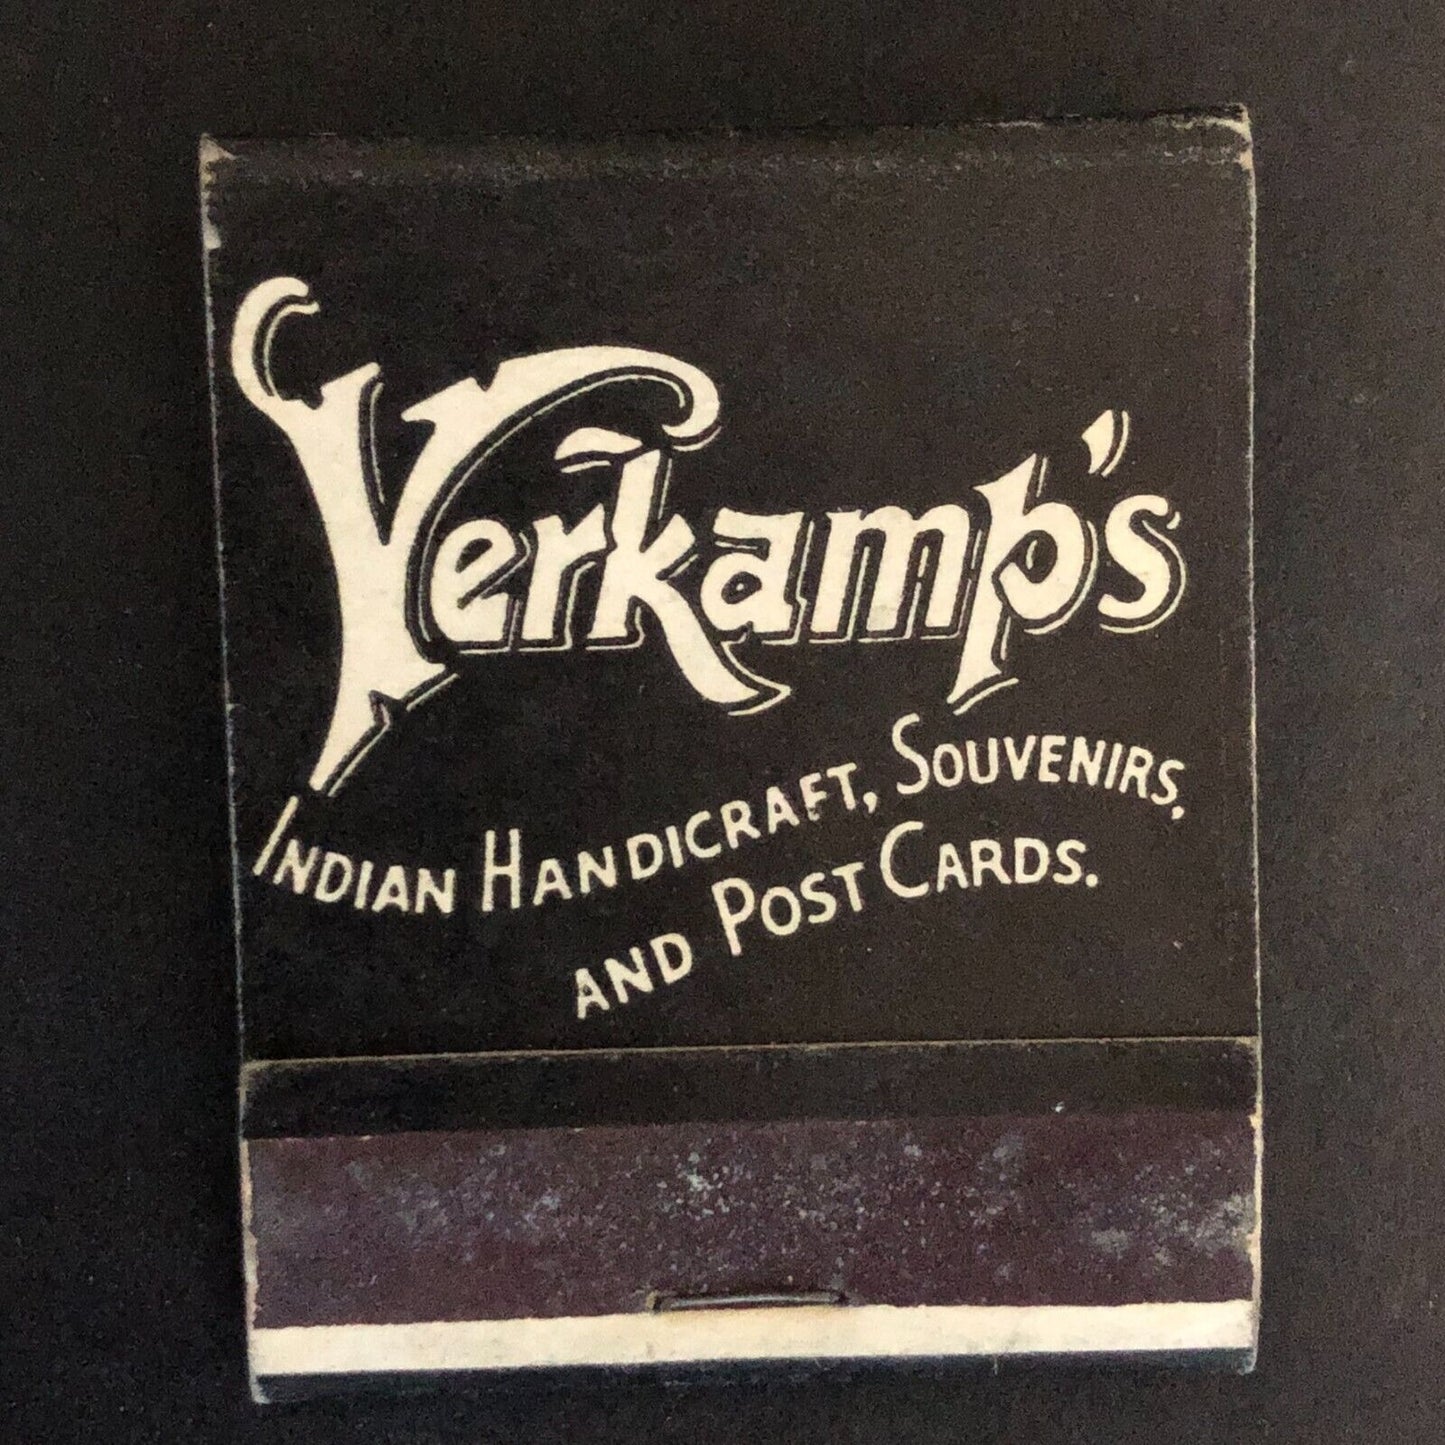 Verkamp's
Indian Handicraft, Souvenirs,
and Post Cards.